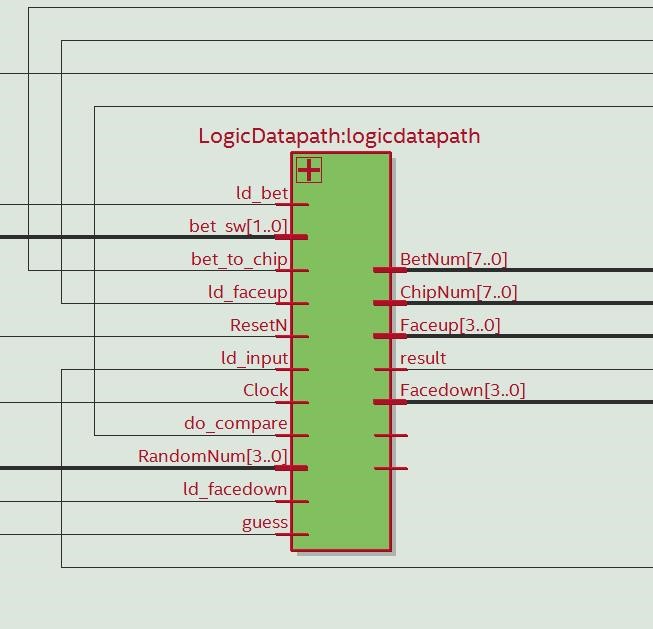 LogicDatapath:logicdatapath
ld_bet
bet_sw[1..0]
bet_to_chip
ld_faceup
ResetN
ld_input
Clock
do_compare
RandomNum[3..0]
ld_facedown
guess
BetNum[7..0]
ChipNum[7..0]
Faceup[3..0]
result
Facedown[3..0]